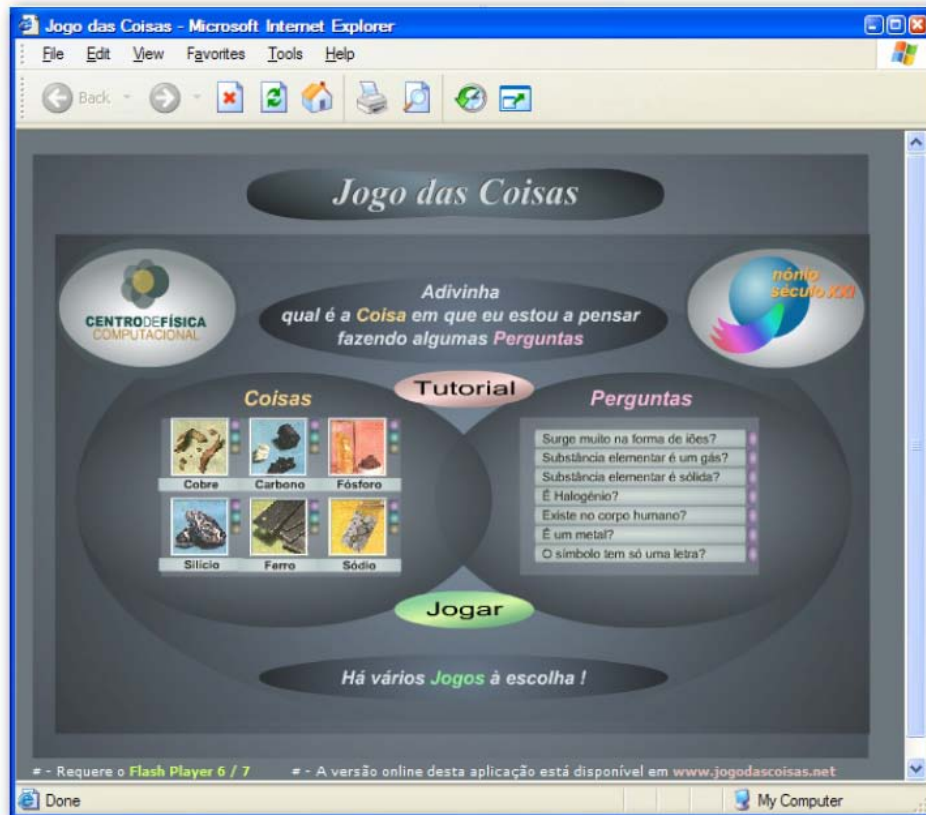 Jogo das Coisas - Microsoft Internet Explorer
File Edit View Favorites Tools Help
Back
Jogo das Coisas
CENTRODEFÍSICA
COMPUTACIONAL
Adivinha
qual é a Coisa em que eu estou a pensar
fazendo algumas Perguntas
nónio
século XXI
Tutorial
Coisas
Cobre Carbono Fósforo
Silício Ferro Sódio
Perguntas
Surge muito na forma de iões?
Substância elementar é um gás?
Substância elementar é sólida?
É Halogénio?
Existe no corpo humano?
É um metal?
O símbolo tem só uma letra?
Jogar
Há vários Jogos à escolha !
# - Requere o Flash Player 6 / 7 # - A versão online desta aplicação está disponível em www.jogodascoisas.net
Done My Computer